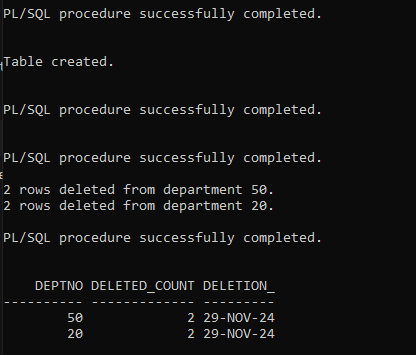 PL/SQL procedure successfully completed.
Table created.
PL/SQL procedure successfully completed.
PL/SQL procedure successfully completed.
2 rows deleted from department 50.
2 rows deleted from department 20.
PL/SQL procedure successfully completed.
    DEPTNO DELETED_COUNT DELETION_
---------- ------------- ---------
        50             2 29-NOV-24
        20             2 29-NOV-24